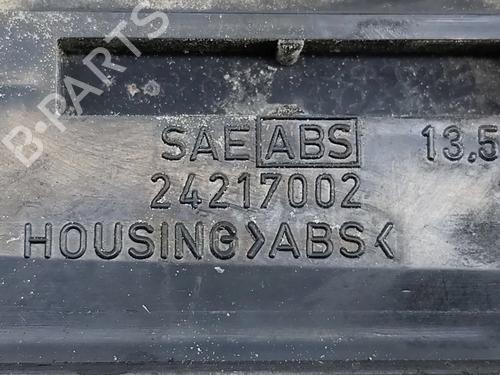 B-PARTS
SAE ABS 13,5
24217002
HOUSING >ABS<